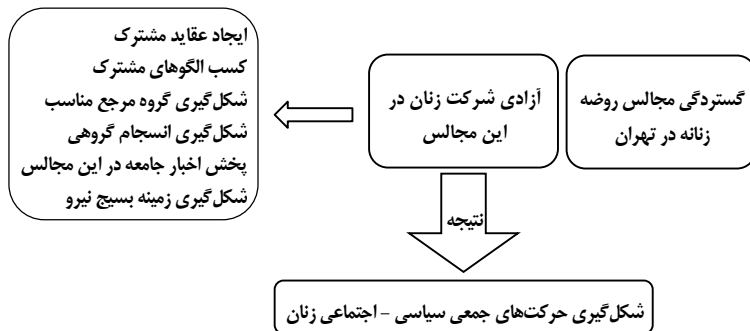 گستردگی مجالس روضه
زنانه در تهران
آزادی شرکت زنان در
این مجالس
ایجاد عقاید مشترک
کسب الگوهای مشترک
شکل‌گیری گروه مرجع مناسب
شکل‌گیری انسجام گروهی
پخش اخبار جامعه در این مجالس
شکل‌گیری زمینه بسیج نیرو
نتیجه
شکل‌گیری حرکت‌های جمعی سیاسی – اجتماعی زنان